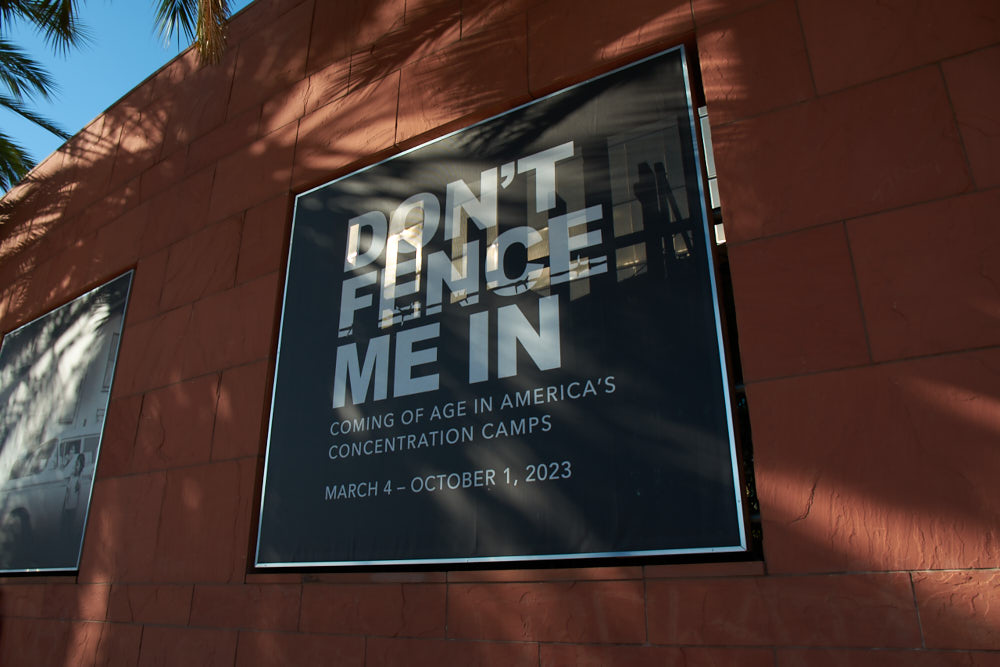 DON'T
FENCE
ME IN
COMING OF AGE IN AMERICA'S
CONCENTRATION CAMPS
MARCH 4 – OCTOBER 1, 2023